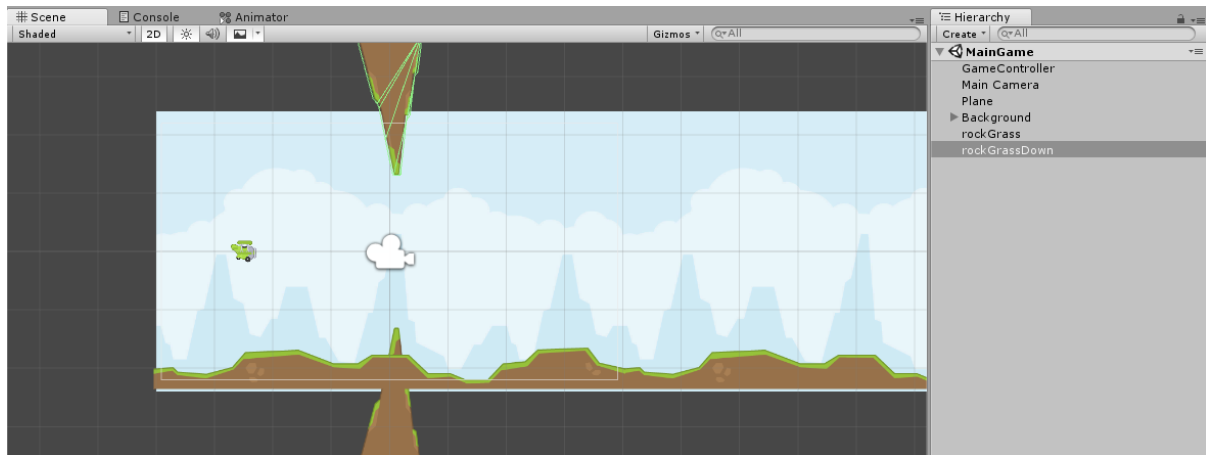 Scene Console Animator
Shaded 2D Gizmos All
Hierarchy
Create All
MainGame
GameController
Main Camera
Plane
Background
rockGrass
rockGrassDown